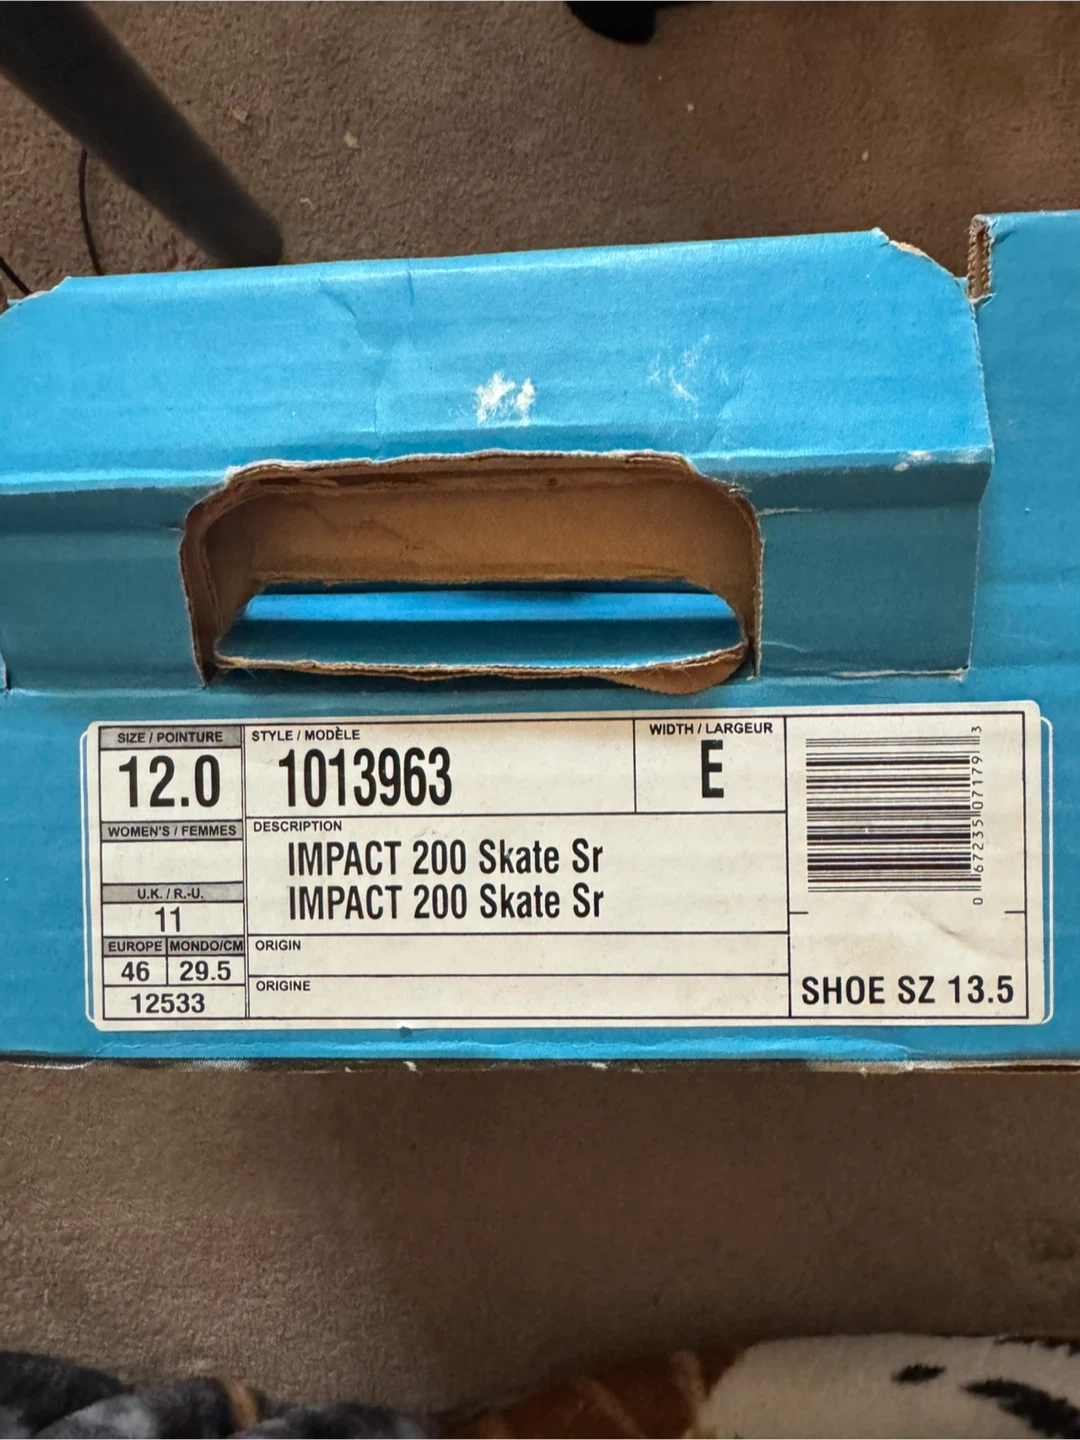 SIZE / POINTURE
12.0
WOMEN'S / FEMMES
U.K. / R.-U.
11
EUROPE MONDO/CM
46 29.5
12533
STYLE / MODÈLE
1013963
WIDTH / LARGEUR
E
DESCRIPTION
IMPACT 200 Skate Sr
IMPACT 200 Skate Sr
ORIGIN
ORIGINE
0 67235 07179 3
SHOE SZ 13.5